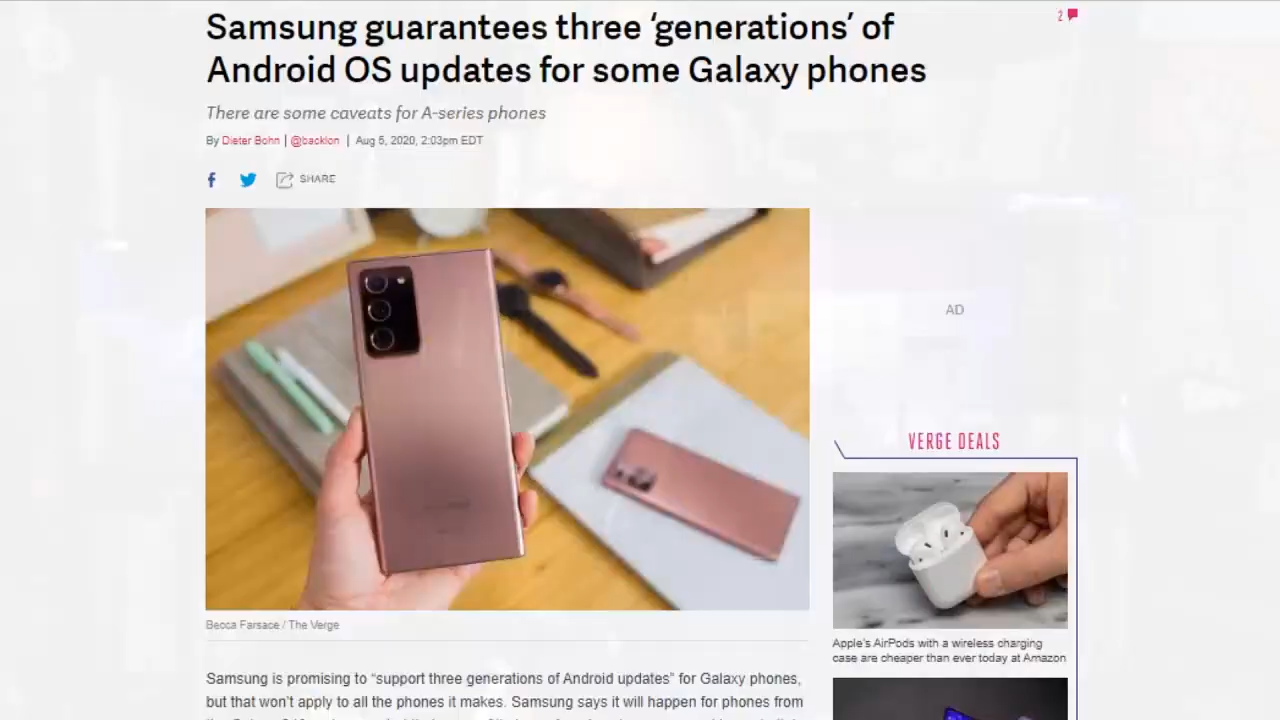 Samsung guarantees three ‘generations’ of
Android OS updates for some Galaxy phones
2
There are some caveats for A-series phones
By Dieter Bohn | @backlon | Aug 5, 2020, 2:03pm EDT
SHARE
AD
VERGE DEALS
Becca Farsace / The Verge
Apple's AirPods with a wireless charging
case are cheaper than ever today at Amazon
Samsung is promising to “support three generations of Android updates” for Galaxy phones,
but that won’t apply to all the phones it makes. Samsung says it will happen for phones from